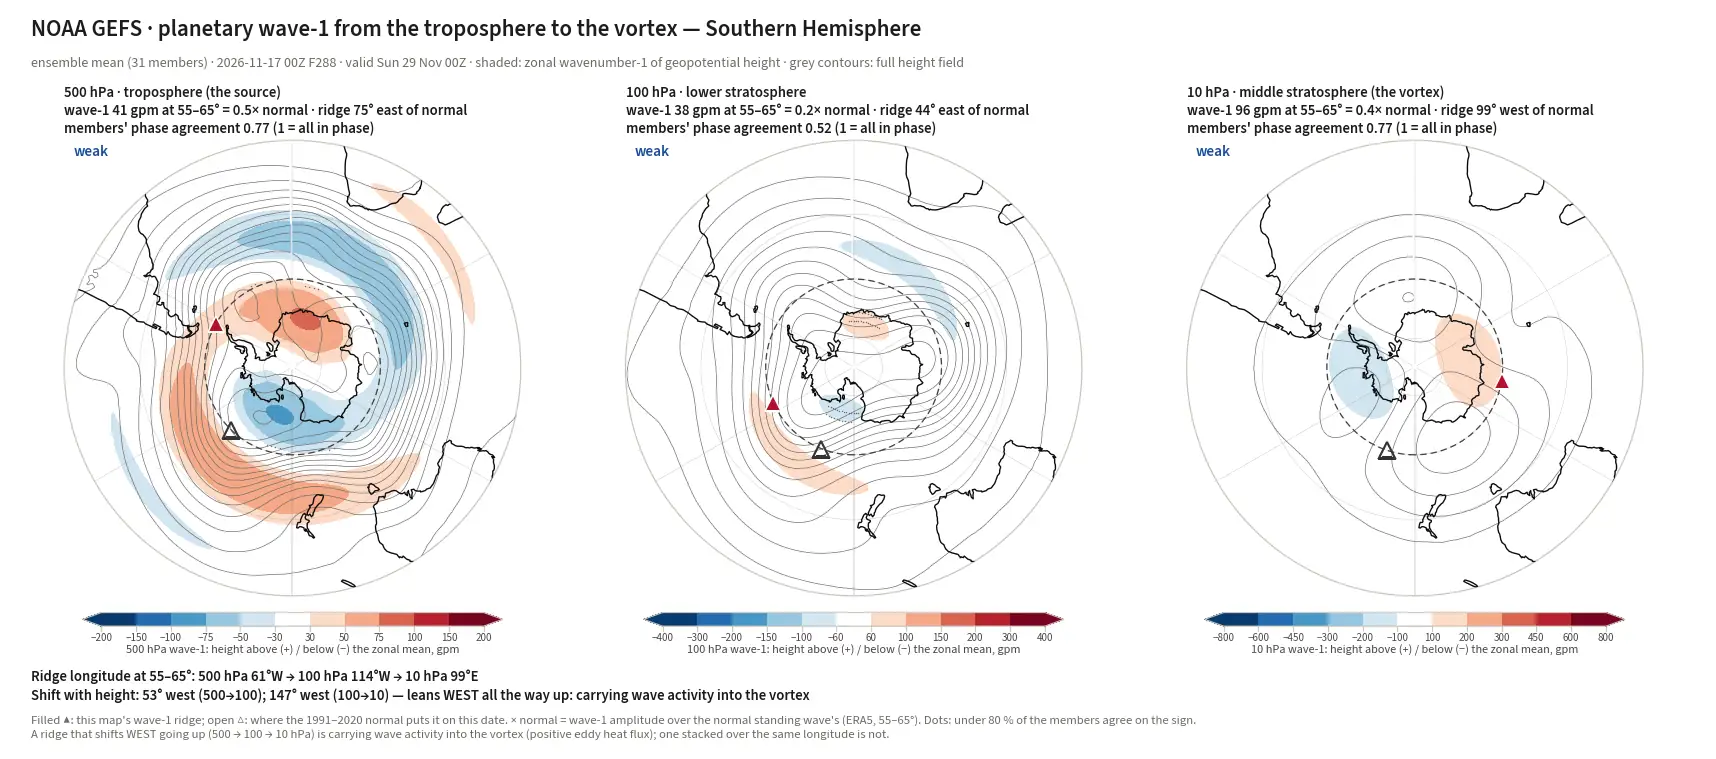 NOAA GEFS · planetary wave-1 from the troposphere to the vortex — Southern Hemisphere
ensemble mean (31 members) · 2026-11-17 00Z F288 · valid Sun 29 Nov 00Z · shaded: zonal wavenumber-1 of geopotential height · grey contours: full height field
500 hPa · troposphere (the source)
wave-1 41 gpm at 55–65° = 0.5× normal · ridge 75° east of normal
members' phase agreement 0.77 (1 = all in phase)
weak
100 hPa · lower stratosphere
wave-1 38 gpm at 55–65° = 0.2× normal · ridge 44° east of normal
members' phase agreement 0.52 (1 = all in phase)
weak
10 hPa · middle stratosphere (the vortex)
wave-1 96 gpm at 55–65° = 0.4× normal · ridge 99° west of normal
members' phase agreement 0.77 (1 = all in phase)
weak
−200 −150 −100 −75 −50 −30 30 50 75 100 150 200
500 hPa wave-1: height above (+) / below (−) the zonal mean, gpm
−400 −300 −200 −150 −100 −60 60 100 150 200 300 400
100 hPa wave-1: height above (+) / below (−) the zonal mean, gpm
−800 −600 −450 −300 −200 −100 100 200 300 450 600 800
10 hPa wave-1: height above (+) / below (−) the zonal mean, gpm
Ridge longitude at 55–65°: 500 hPa 61°W → 100 hPa 114°W → 10 hPa 99°E
Shift with height: 53° west (500→100); 147° west (100→10) — leans WEST all the way up: carrying wave activity into the vortex
Filled ▲: this map's wave-1 ridge; open △: where the 1991–2020 normal puts it on this date. × normal = wave-1 amplitude over the normal standing wave's (ERA5, 55–65°). Dots: under 80 % of the members agree on the sign.
A ridge that shifts WEST going up (500 → 100 → 10 hPa) is carrying wave activity into the vortex (positive eddy heat flux); one stacked over the same longitude is not.